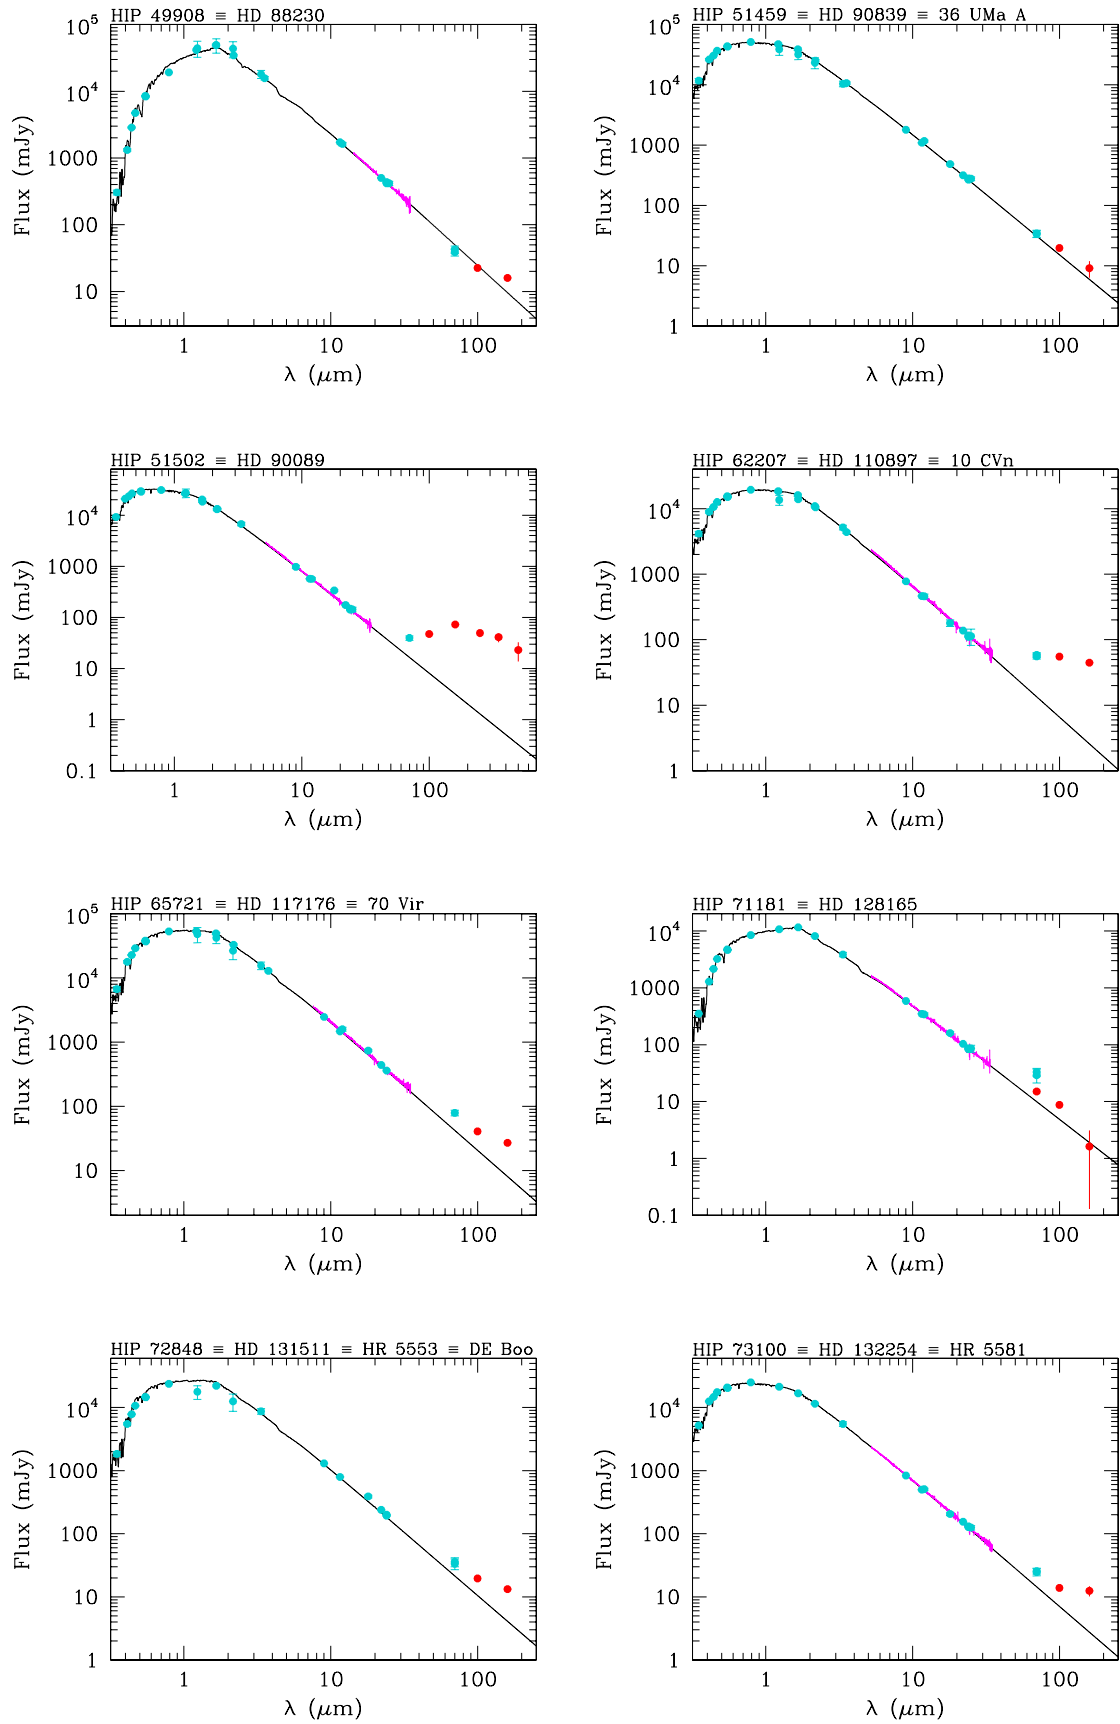 HIP 49908 ≡ HD 88230
10^5
10^4
1000
100
10
Flux (mJy)
1 10 100
λ (μm)
HIP 51459 ≡ HD 90839 ≡ 36 UMa A
10^5
10^4
1000
100
10
1
Flux (mJy)
1 10 100
λ (μm)
HIP 51502 ≡ HD 90089
10^4
1000
100
10
1
0.1
Flux (mJy)
1 10 100
λ (μm)
HIP 62207 ≡ HD 110897 ≡ 10 CVn
10^4
1000
100
10
1
Flux (mJy)
1 10 100
λ (μm)
HIP 65721 ≡ HD 117176 ≡ 70 Vir
10^5
10^4
1000
100
10
Flux (mJy)
1 10 100
λ (μm)
HIP 71181 ≡ HD 128165
10^4
1000
100
10
1
0.1
Flux (mJy)
1 10 100
λ (μm)
HIP 72848 ≡ HD 131511 ≡ HR 5553 ≡ DE Boo
10^4
1000
100
10
1
Flux (mJy)
1 10 100
λ (μm)
HIP 73100 ≡ HD 132254 ≡ HR 5581
10^4
1000
100
10
1
Flux (mJy)
1 10 100
λ (μm)